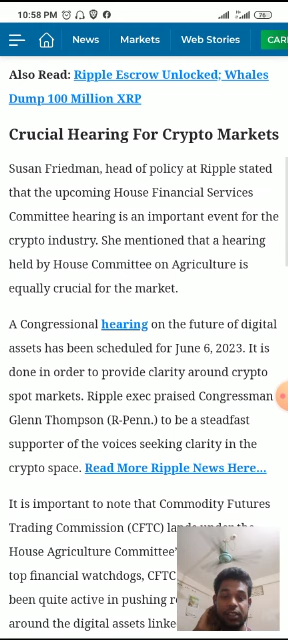 10:58 PM
76
News Markets Web Stories CAR
Also Read: Ripple Escrow Unlocked; Whales
Dump 100 Million XRP
Crucial Hearing For Crypto Markets
Susan Friedman, head of policy at Ripple stated
that the upcoming House Financial Services
Committee hearing is an important event for the
crypto industry. She mentioned that a hearing
held by House Committee on Agriculture is
equally crucial for the market.
A Congressional hearing on the future of digital
assets has been scheduled for June 6, 2023. It is
done in order to provide clarity around crypto
spot markets. Ripple exec praised Congressman
Glenn Thompson (R-Penn.) to be a steadfast
supporter of the voices seeking clarity in the
crypto space. Read More Ripple News Here...
It is important to note that Commodity Futures
Trading Commission (CFTC) lands under the
House Agriculture Committee'
top financial watchdogs, CFTC
been quite active in pushing
around the digital assets linke